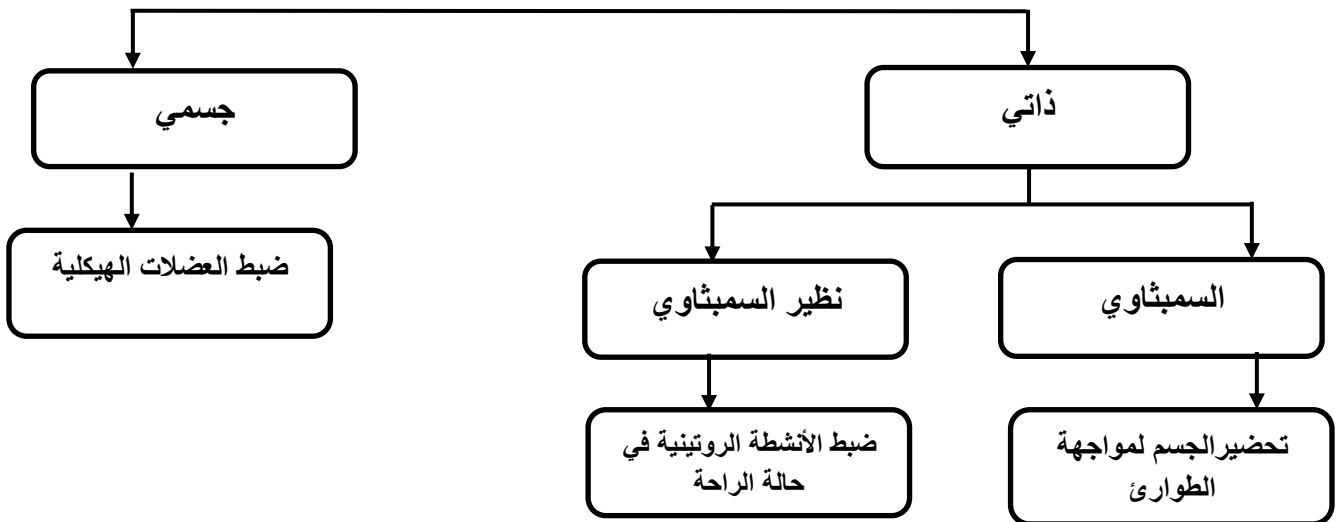 ذاتي
جسمي
السمبثاوي
نظير السمبثاوي
ضبط العضلات الهيكلية
تحضيرالجسم لمواجهة
الطوارئ
ضبط الأنشطة الروتينية في
حالة الراحة